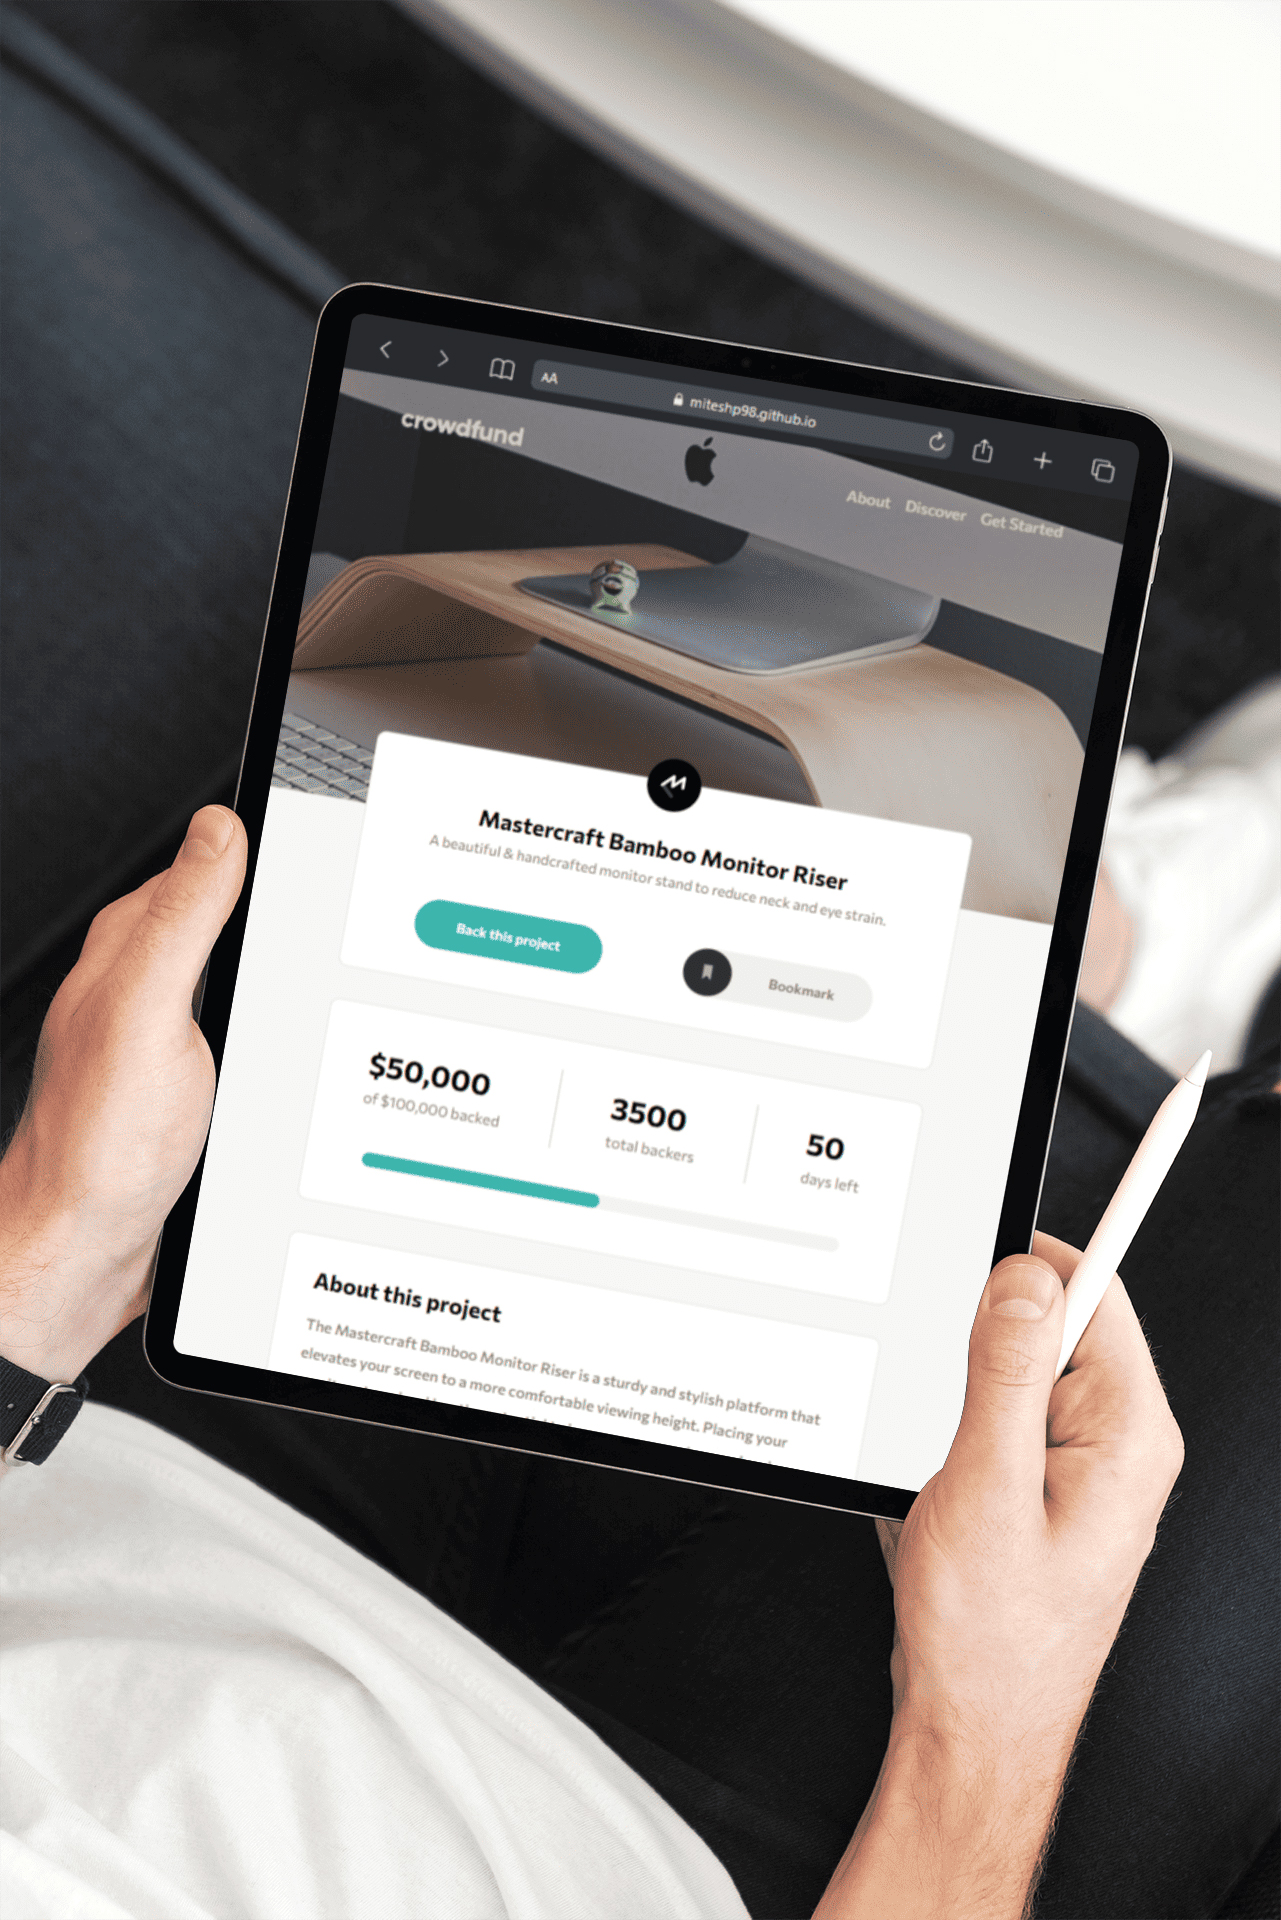 AA
miteshp98.github.io
crowdfund
About Discover Get Started
Mastercraft Bamboo Monitor Riser
A beautiful & handcrafted monitor stand to reduce neck and eye strain.
Back this project
Bookmark
$50,000
of $100,000 backed
3500
total backers
50
days left
About this project
The Mastercraft Bamboo Monitor Riser is a sturdy and stylish platform that
elevates your screen to a more comfortable viewing height. Placing your